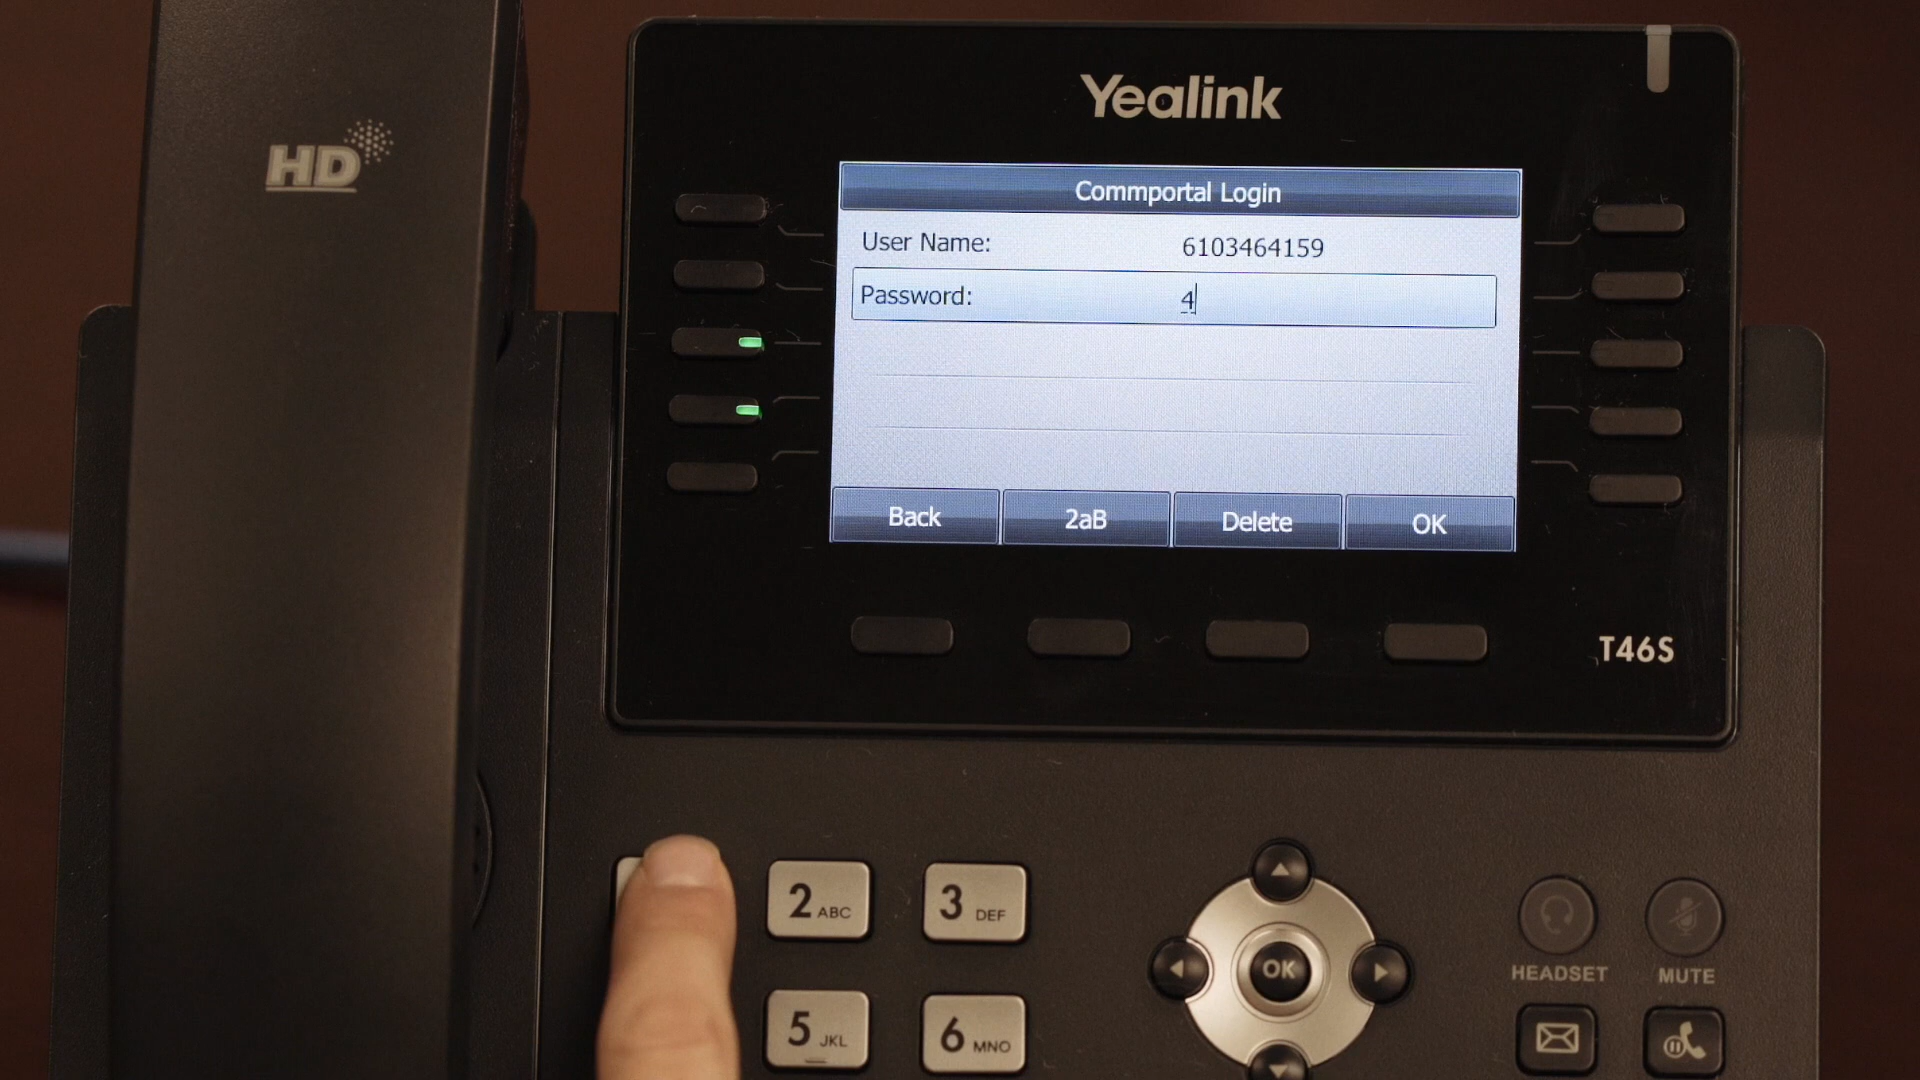 HD
Yealink
Commportal Login
User Name: 6103464159
Password: 4
Back 2aB Delete OK
T46S
2 ABC 3 DEF
OK
HEADSET MUTE
5 JKL 6 MNO